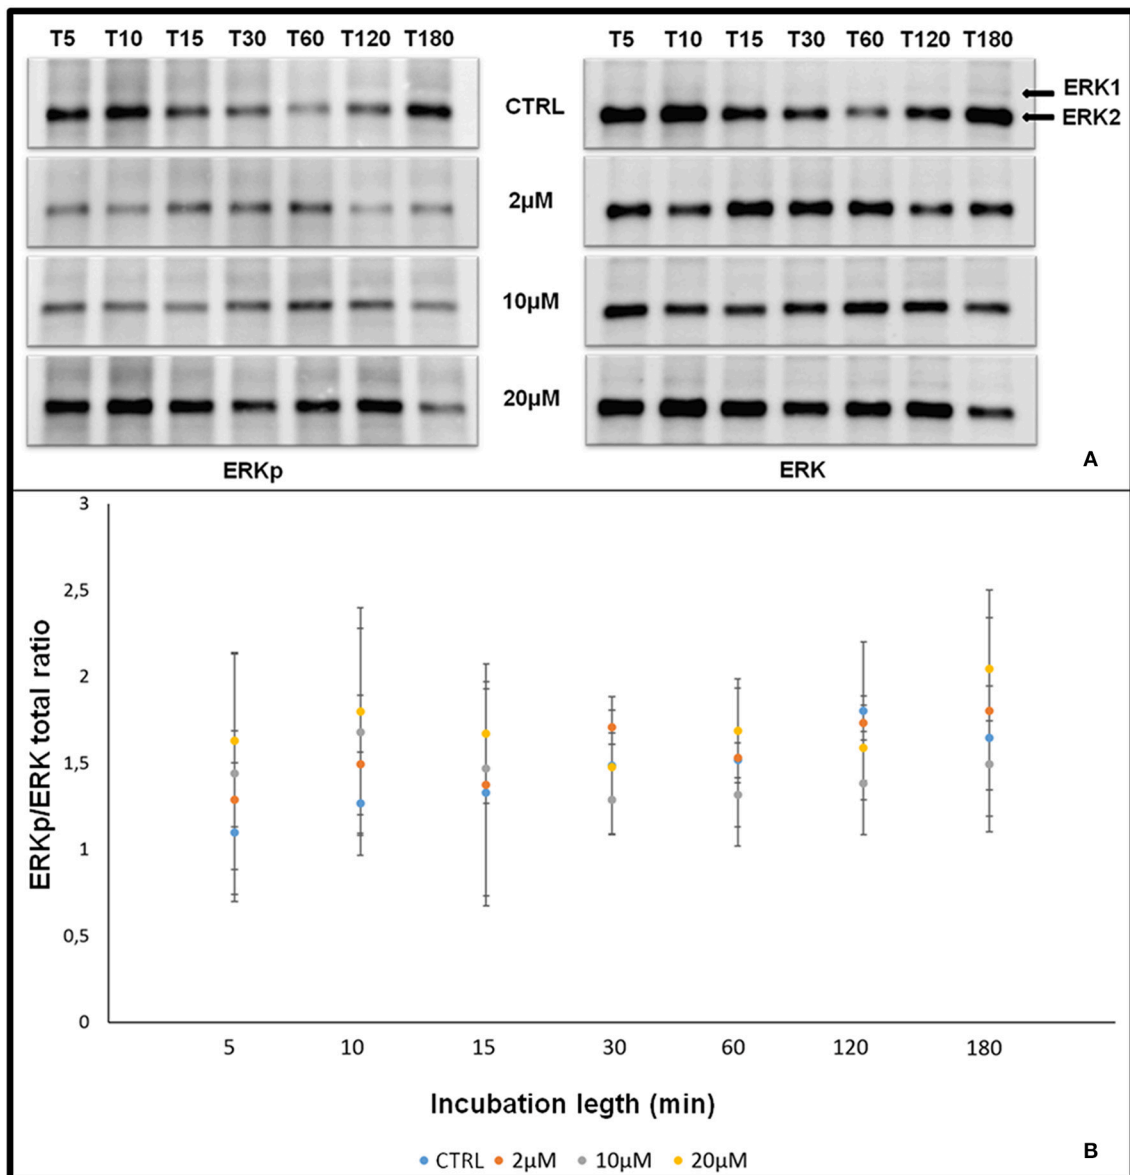 T5 T10 T15 T30 T60 T120 T180 T5 T10 T15 T30 T60 T120 T180
CTRL
ERK1
ERK2
2µM
10µM
20µM
ERKp
ERK
A
ERKp/ERK total ratio
3
2,5
2
1,5
1
0,5
0
5 10 15 30 60 120 180
Incubation legth (min)
CTRL 2µM 10µM 20µM
B